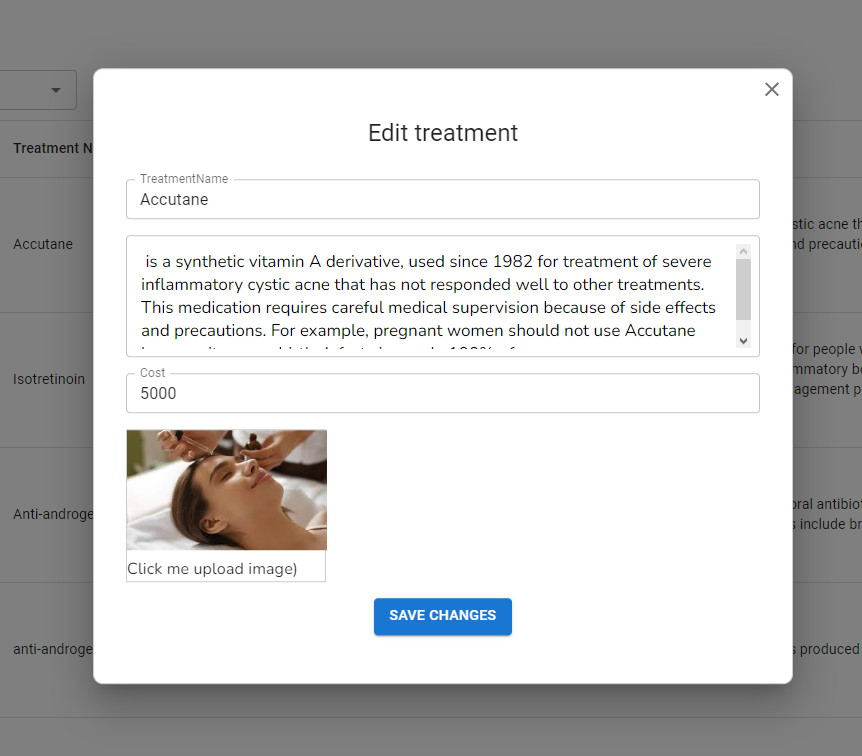 Edit treatment
Treatment N
TreatmentName
Accutane
is a synthetic vitamin A derivative, used since 1982 for treatment of severe
inflammatory cystic acne that has not responded well to other treatments.
This medication requires careful medical supervision because of side effects
and precautions. For example, pregnant women should not use Accutane
Cost
5000
Click me upload image)
SAVE CHANGES
Accutane
stic acne th
nd precauti
Isotretinoin
for people w
mmatory b
agement p
Anti-androge
oral antibiot
s include br
anti-androge
s produced